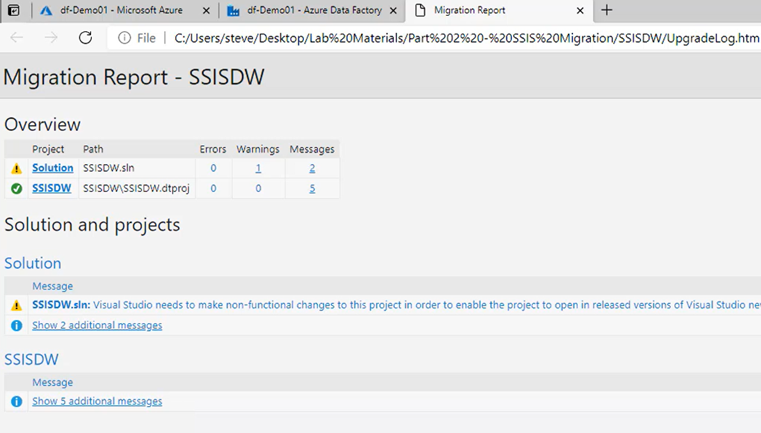 df-Demo01 - Microsoft Azure
df-Demo01 - Azure Data Factory
Migration Report
File
C:/Users/steve/Desktop/Lab%20Materials/Part%202%20-%20SSIS%20Migration/SSISDW/UpgradeLog.htm
Migration Report - SSISDW
Overview
Project Path Errors Warnings Messages
Solution SSISDW.sln 0 1 2
SSISDW SSISDW\SSISDW.dtproj 0 0 5
Solution and projects
Solution
Message
SSISDW.sln: Visual Studio needs to make non-functional changes to this project in order to enable the project to open in released versions of Visual Studio
Show 2 additional messages
SSISDW
Message
Show 5 additional messages